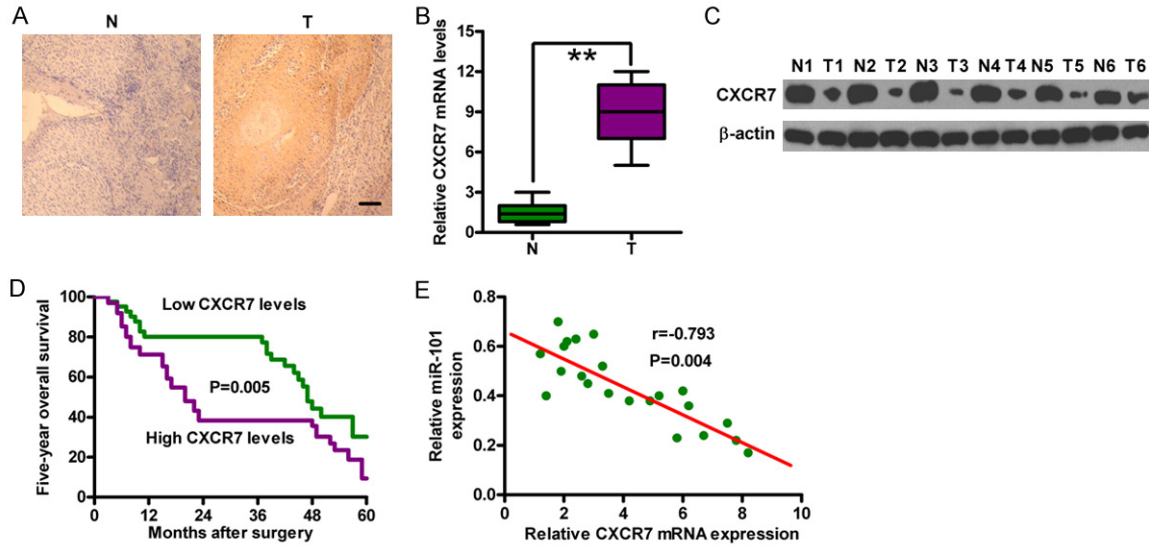 A
N
T
B
Relative CXCR7 mRNA levels
15
12
9
6
3
0
**
N
T
C
N1 T1 N2 T2 N3 T3 N4 T4 N5 T5 N6 T6
CXCR7
β-actin
D
Five-year overall survival
100
80
60
40
20
0
Low CXCR7 levels
P=0.005
High CXCR7 levels
0 12 24 36 48 60
Months after surgery
E
Relative miR-101
expression
0.8
0.6
0.4
0.2
0.0
r=-0.793
P=0.004
0 2 4 6 8 10
Relative CXCR7 mRNA expression